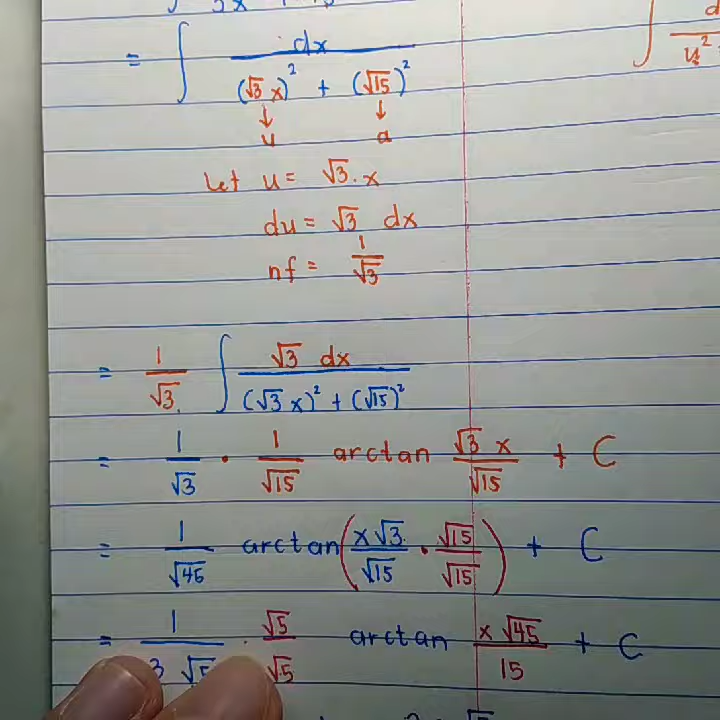 = ∫ dx / (√3 x)² + (√15)²
↓ ↓
u a
Let u = √3 . x
du = √3 dx
nf = 1/√3
= 1/√3 ∫ √3 dx / (√3 x)² + (√15)²
= 1/√3 · 1/√15 arctan √3 x / √15 + C
= 1/√45 arctan (x√3/√15 · √15/√15) + C
= 1/3√5 · √5/√5 arctan x√45/15 + C